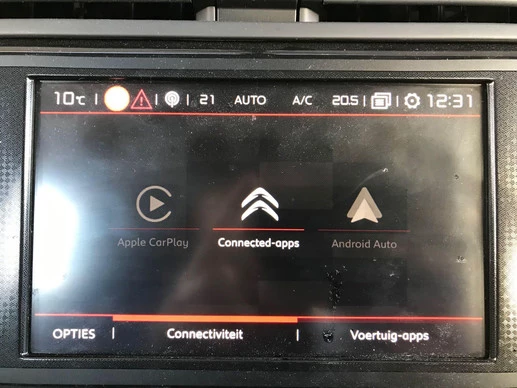 10°C 21 AUTO A/C 20.5 12:31
Apple CarPlay Connected-apps Android Auto
OPTIES Connectiviteit Voertuig-apps